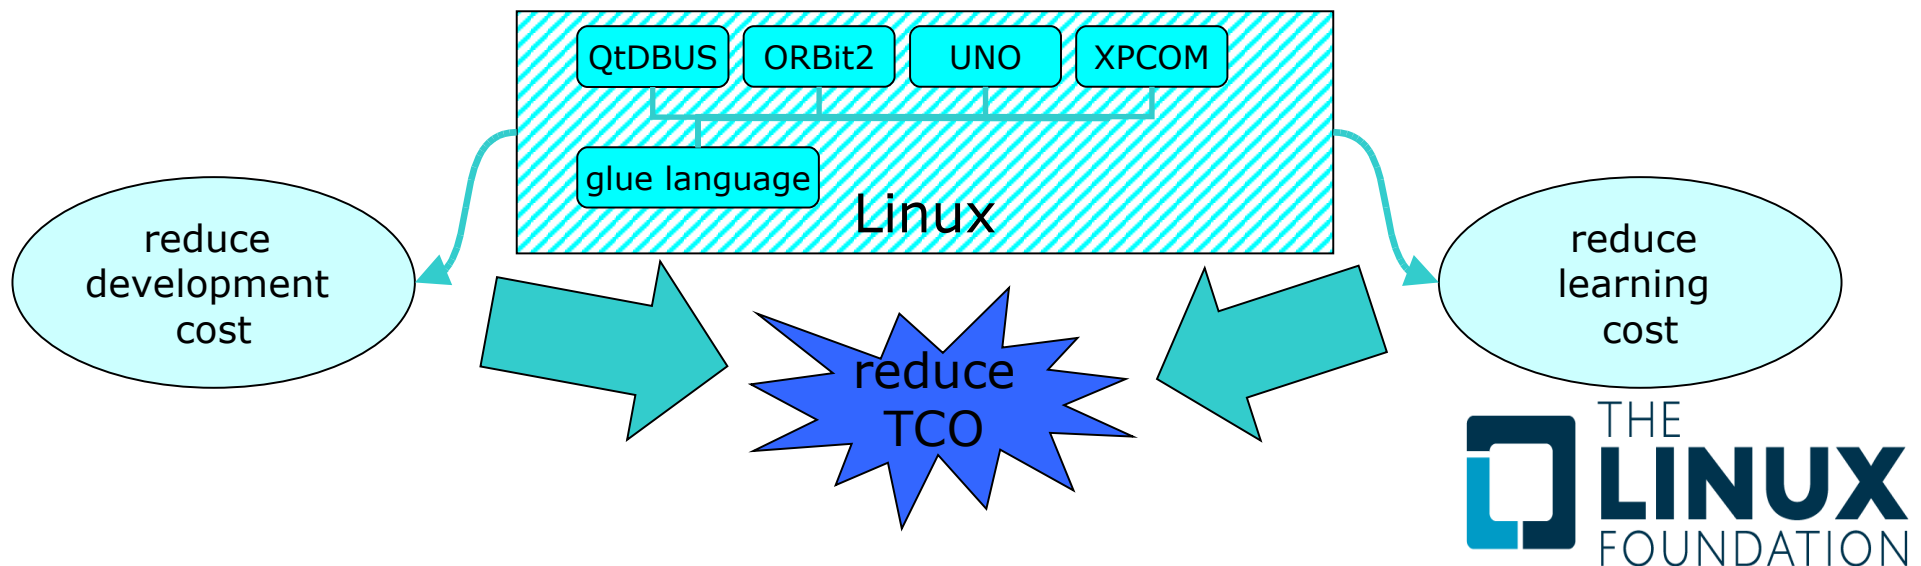 QtDBUS
ORBit2
UNO
XPCOM
glue language
Linux
reduce
development
cost
reduce
learning
cost
reduce
TCO
THE
LINUX
FOUNDATION